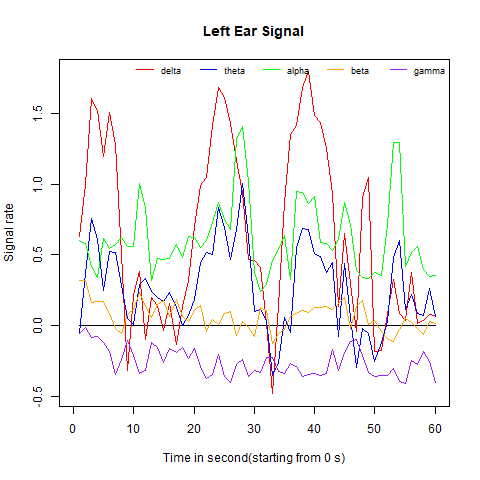 Left Ear Signal
delta theta alpha beta gamma
Signal rate
1.5
1.0
0.5
0.0
-0.5
0 10 20 30 40 50 60
Time in second(starting from 0 s)